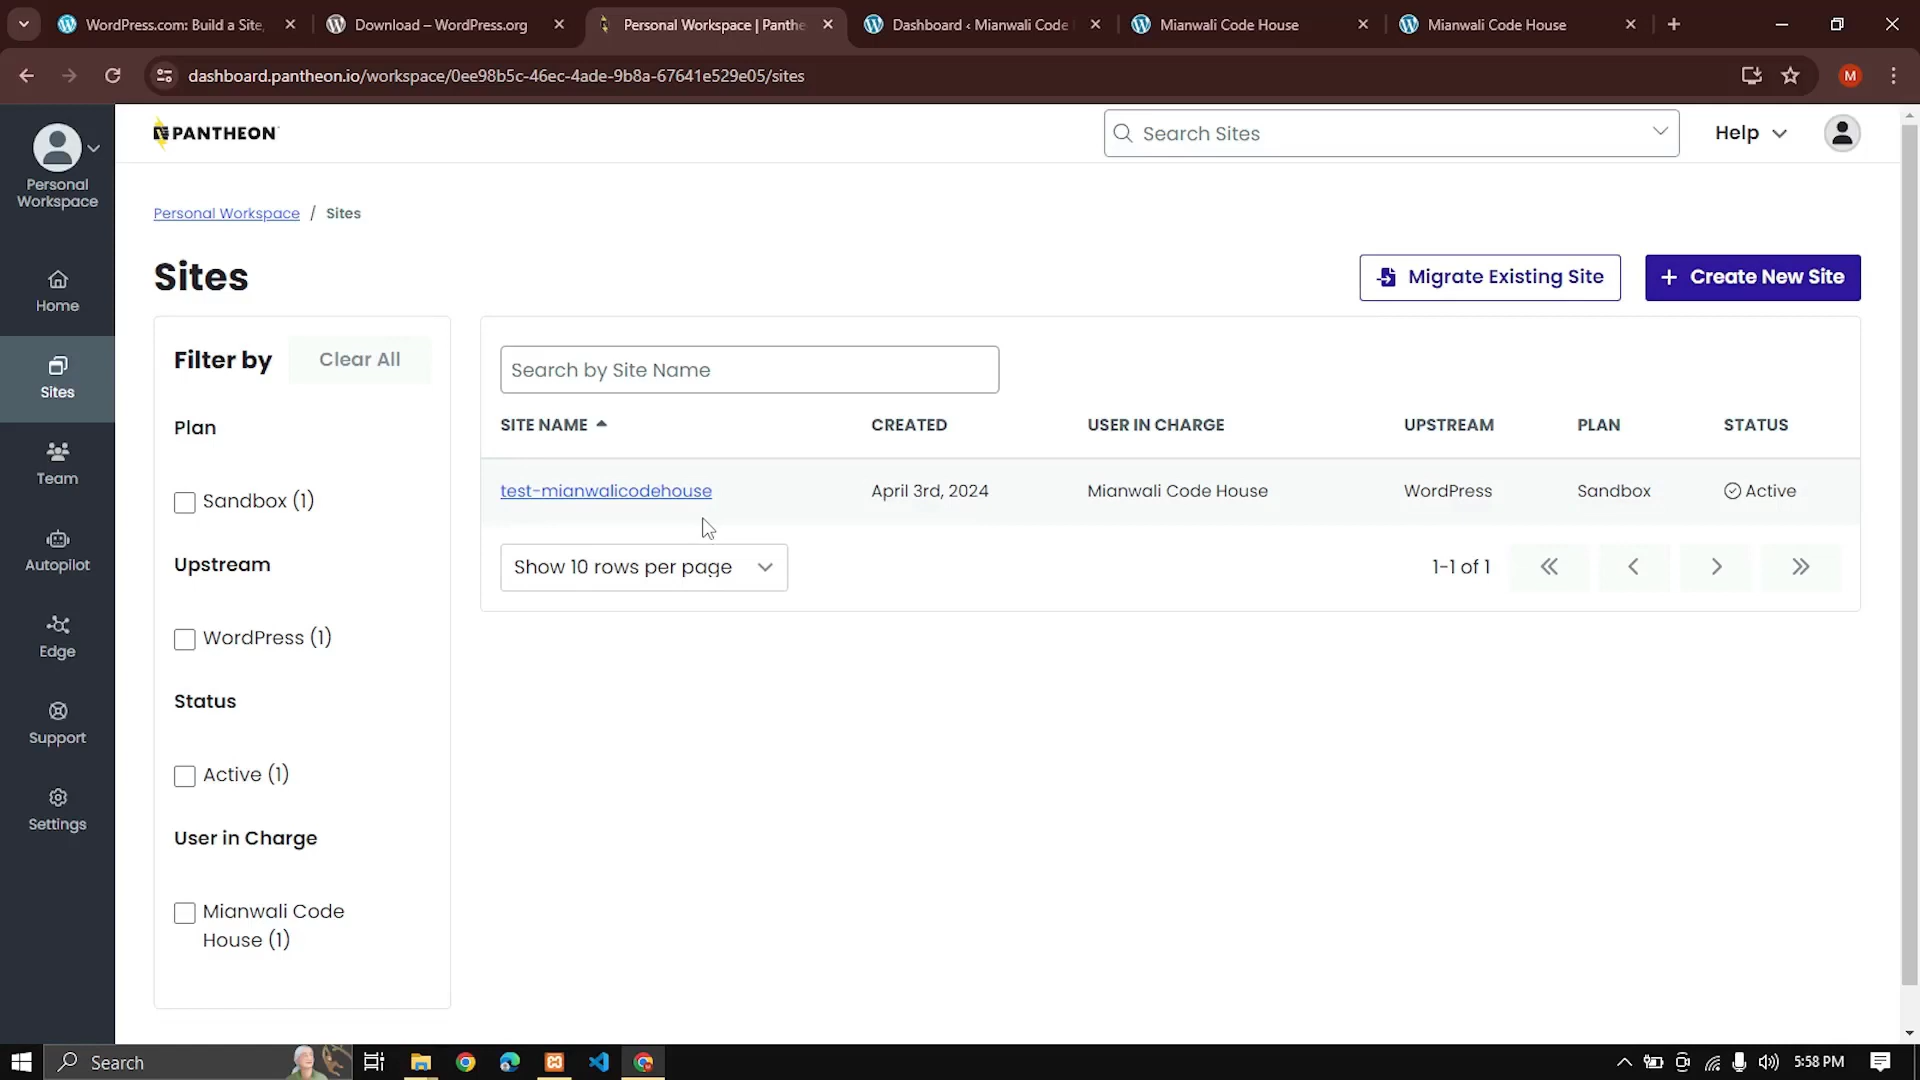 WordPress.com: Build a Site,
Download – WordPress.org
Personal Workspace | Panthe
Dashboard ‹ Mianwali Code
Mianwali Code House
Mianwali Code House
dashboard.pantheon.io/workspace/0ee98b5c-46ec-4ade-9b8a-67641e529e05/sites
M
PANTHEON
Search Sites
Help
Personal
Workspace
Home
Sites
Team
Autopilot
Edge
Support
Settings
Personal Workspace / Sites
Sites
Migrate Existing Site
+ Create New Site
Filter by
Clear All
Plan
Sandbox (1)
Upstream
WordPress (1)
Status
Active (1)
User in Charge
Mianwali Code
House (1)
Search by Site Name
SITE NAME CREATED USER IN CHARGE UPSTREAM PLAN STATUS
test-mianwalicodehouse April 3rd, 2024 Mianwali Code House WordPress Sandbox Active
Show 10 rows per page
1-1 of 1
Search
5:58 PM